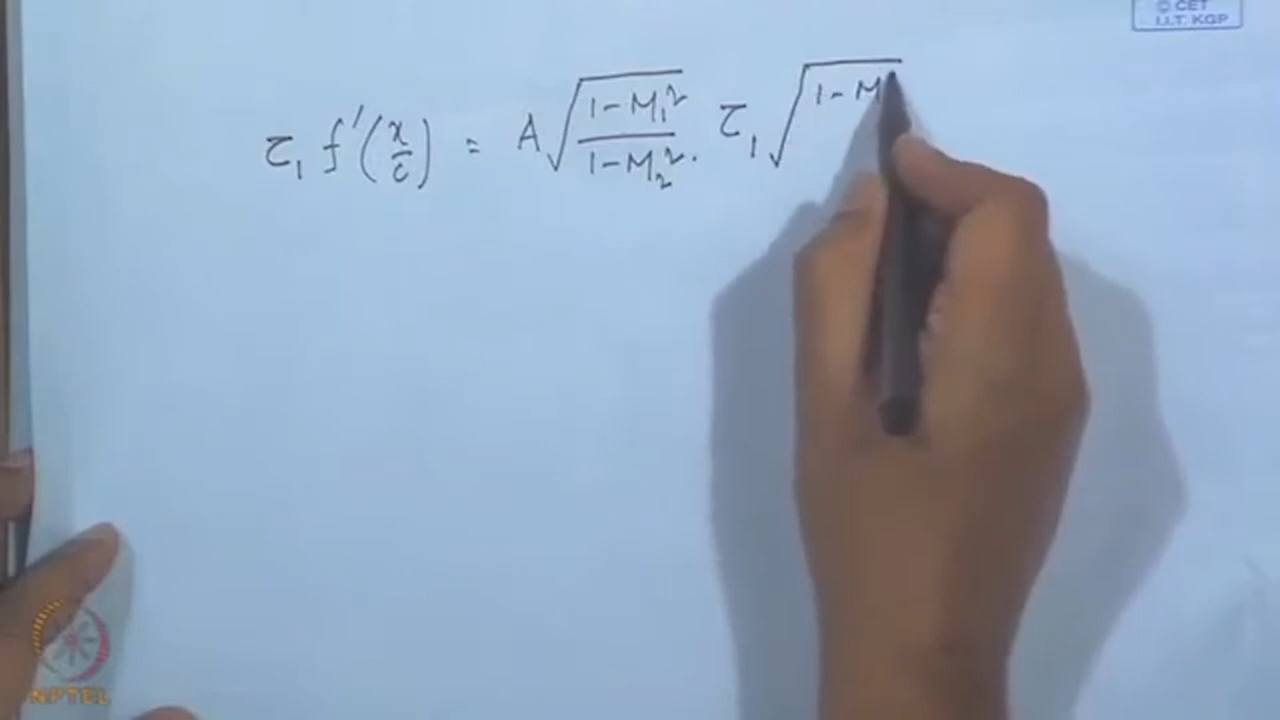 © CET
I.I.T. KGP
τ₁ f′(x/c) = A √((1-M₁²)/(1-M₂²)) · τ₁ √(1-M
NPTEL